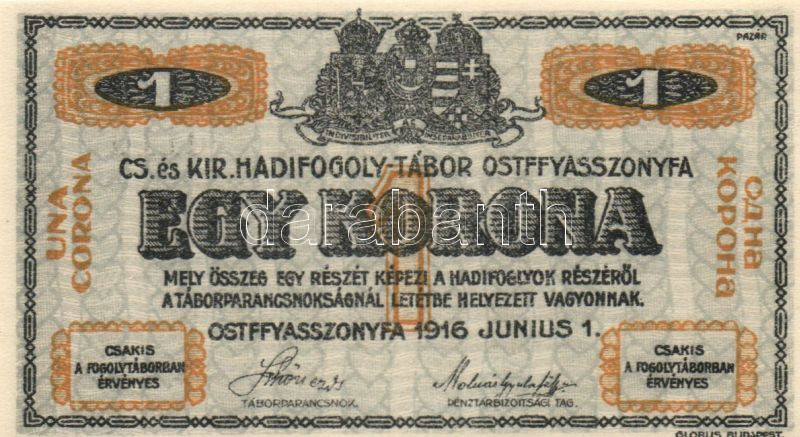 PAZÁR
1 1
INDIVISIBILITER AC INSEPARABILITER
CS. és KIR. HADIFOGOLY-TÁBOR OSTFFYASSZONYFA
UNA
CORONA
1
EGY KORONA
ОДНА
КОРОНА
darabanth
MELY ÖSSZEG EGY RÉSZÉT KÉPEZI A HADIFOGLYOK RÉSZÉRŐL
A TÁBORPARANCSNOKSÁGNÁL LETÉTBE HELYEZETT VAGYONNAK.
OSTFFYASSZONYFA 1916 JUNIUS 1.
CSAKIS
A FOGOLYTÁBORBAN
ÉRVÉNYES
TÁBORPARANCSNOK.
PÉNZTÁRBIZOTTSÁGI TAG.
CSAKIS
A FOGOLYTÁBORBAN
ÉRVÉNYES
GLOBUS, BUDAPEST.